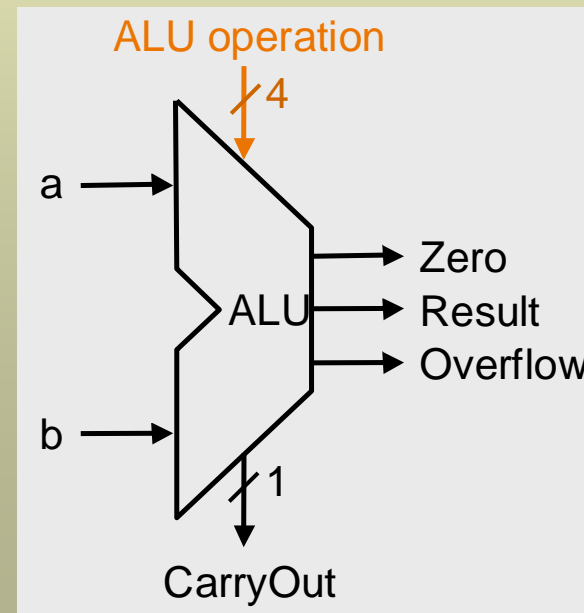 ALU operation
4
a
Zero
ALU
Result
Overflow
b
1
CarryOut